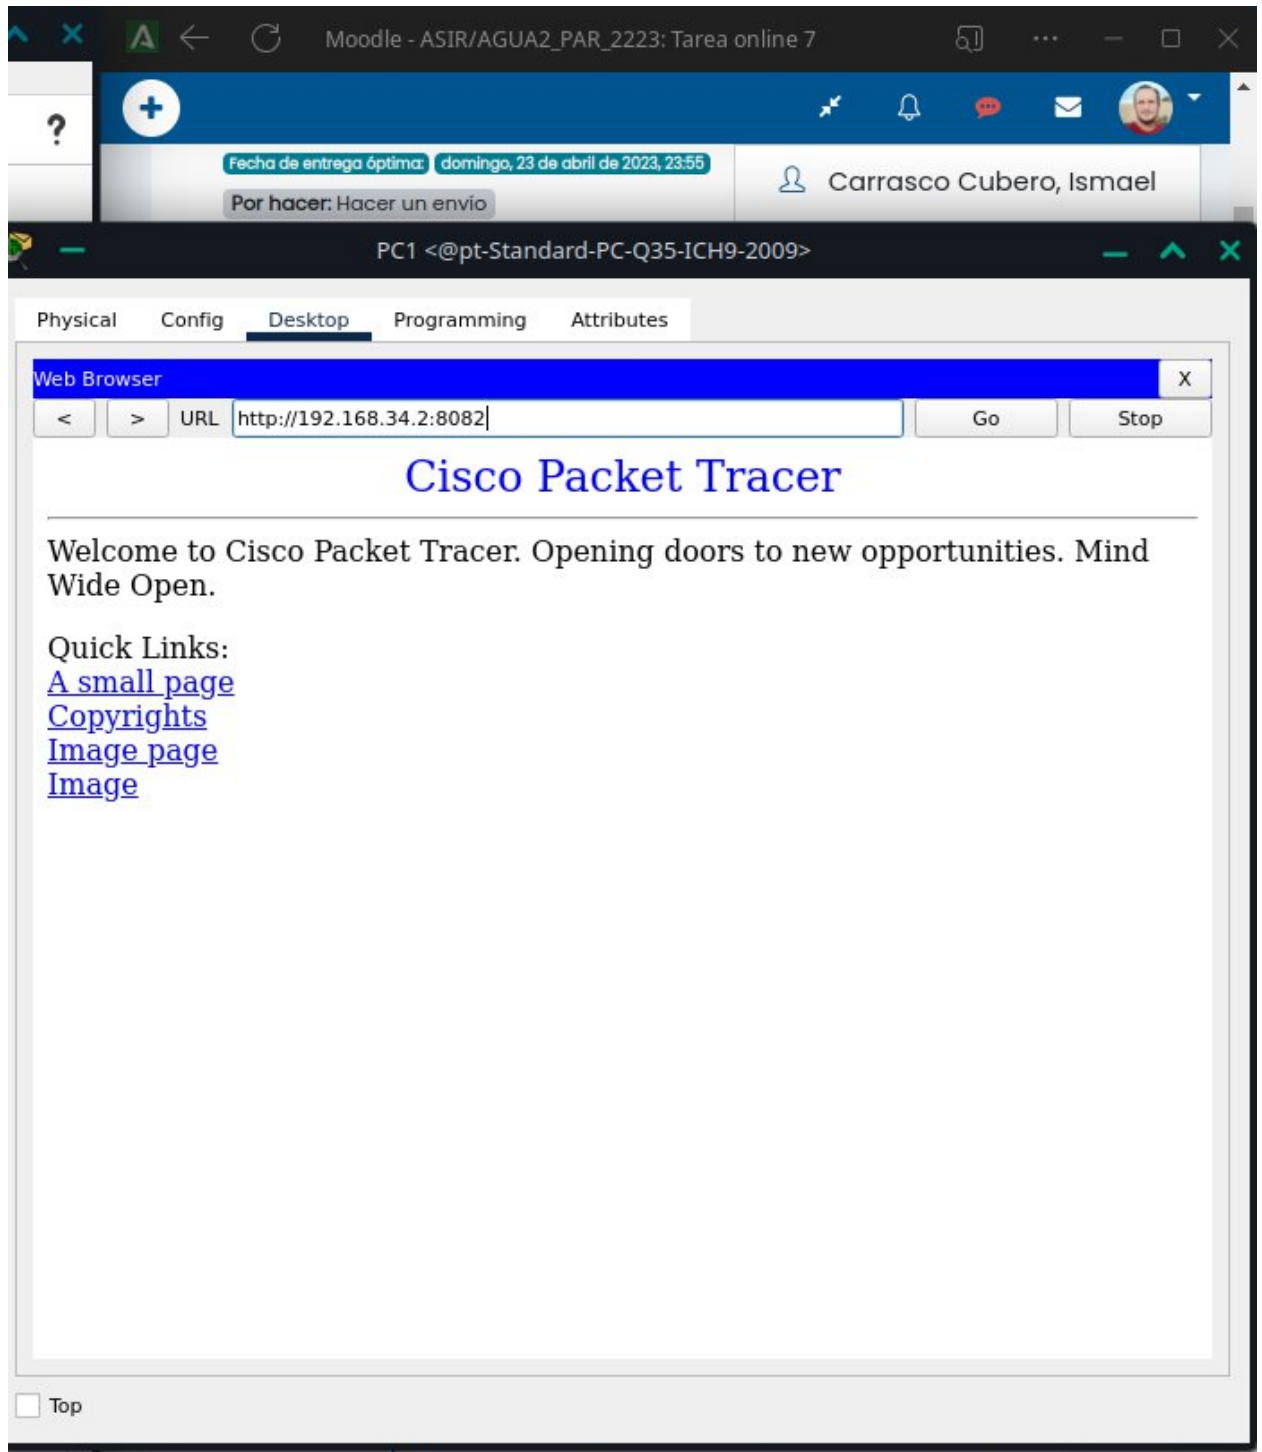 Moodle - ASIR/AGUA2_PAR_2223: Tarea online 7
?
Fecha de entrega óptima: domingo, 23 de abril de 2023, 23:55
Por hacer: Hacer un envío
Carrasco Cubero, Ismael
PC1 <@pt-Standard-PC-Q35-ICH9-2009>
Physical Config Desktop Programming Attributes
Web Browser X
< > URL http://192.168.34.2:8082 Go Stop
Cisco Packet Tracer
Welcome to Cisco Packet Tracer. Opening doors to new opportunities. Mind
Wide Open.
Quick Links:
A small page
Copyrights
Image page
Image
Top